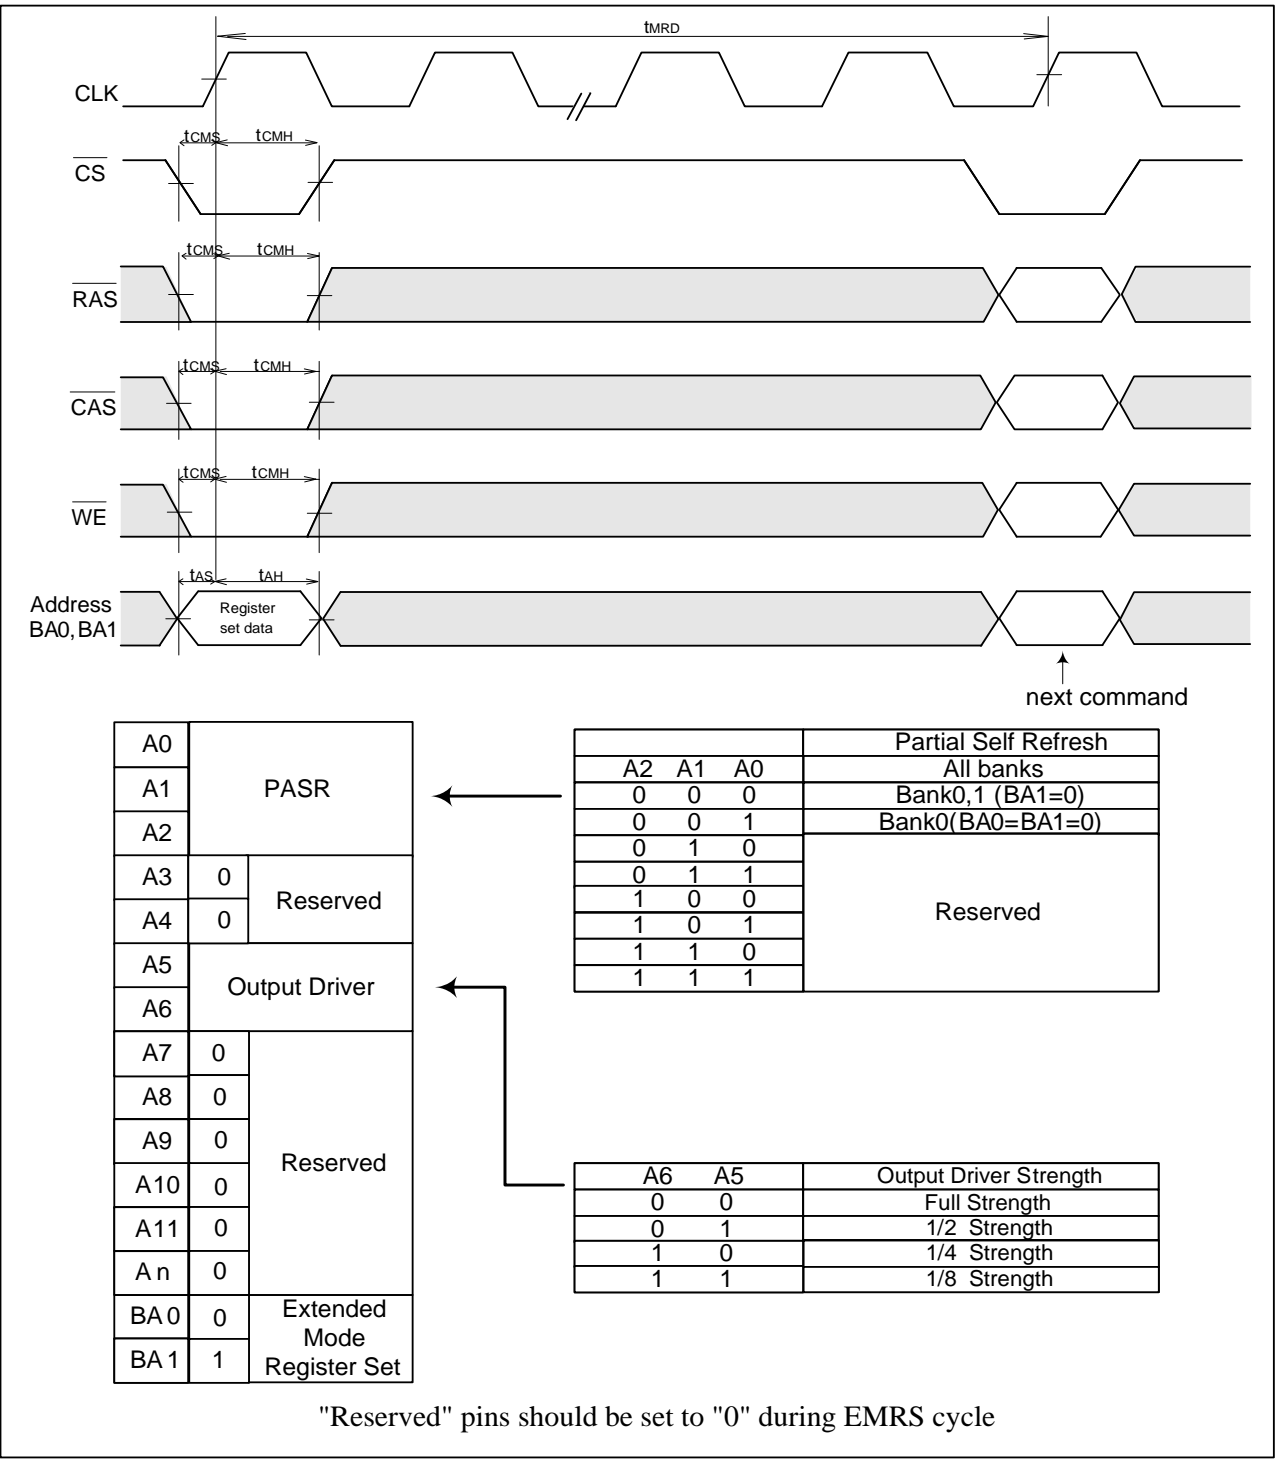 tMRD
CLK
tCMS tCMH
CS
tCMS tCMH
RAS
tCMS tCMH
CAS
tCMS tCMH
WE
tAS tAH
Address
BA0, BA1
Register
set data
next command
A0
A1
A2
PASR
A3 0
A4 0
Reserved
A5
A6
Output Driver
A7 0
A8 0
A9 0
A10 0
A11 0
An 0
Reserved
BA0 0
BA1 1
Extended
Mode
Register Set
Partial Self Refresh
A2 A1 A0 All banks
0 0 0 Bank0,1 (BA1=0)
0 0 1 Bank0(BA0=BA1=0)
0 1 0
0 1 1
1 0 0
1 0 1
1 1 0
1 1 1
Reserved
A6 A5 Output Driver Strength
0 0 Full Strength
0 1 1/2 Strength
1 0 1/4 Strength
1 1 1/8 Strength
"Reserved" pins should be set to "0" during EMRS cycle